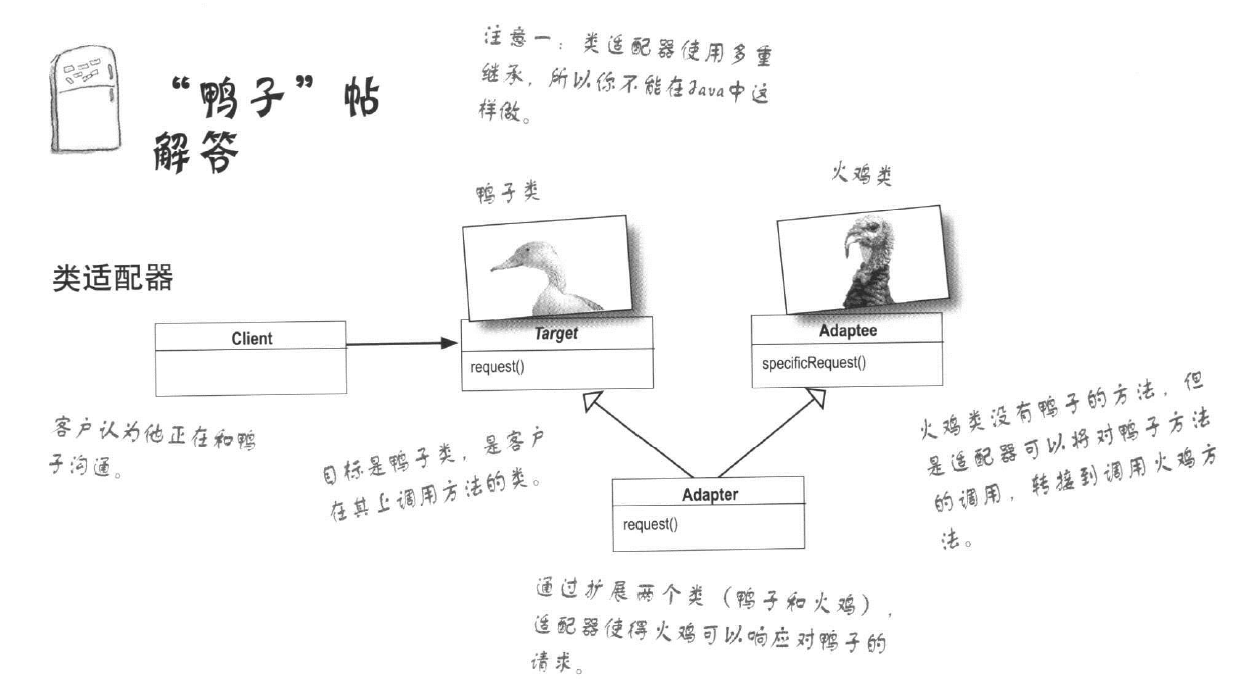 “鸭子”帖
解答
注意一：类适配器使用多重
继承，所以你不能在Java中这
样做。
鸭子类
火鸡类
类适配器
Client
Target
request()
Adaptee
specificRequest()
客户认为他正在和鸭
子沟通。
目标是鸭子类，是客户
在其上调用方法的类。
Adapter
request()
火鸡类没有鸭子的方法，但
是适配器可以将对鸭子方法
的调用，转接到调用火鸡方
法。
通过扩展两个类（鸭子和火鸡），
适配器使得火鸡可以响应对鸭子的
请求。